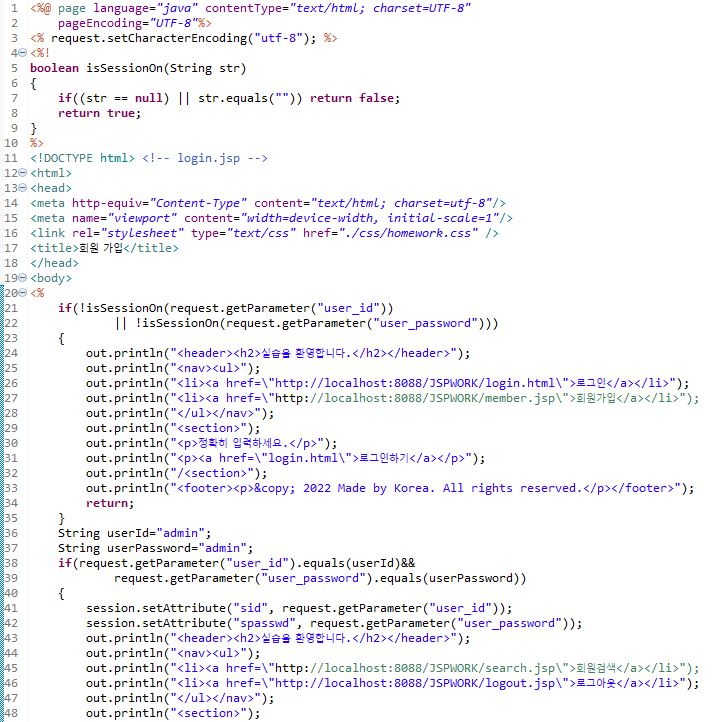 1 <%@ page language="java" contentType="text/html; charset=UTF-8"
2     pageEncoding="UTF-8"%>
3 <% request.setCharacterEncoding("utf-8"); %>
4 <%!
5 boolean isSessionOn(String str)
6 {
7     if((str == null) || str.equals("")) return false;
8     return true;
9 }
10 %>
11 <!DOCTYPE html> <!-- login.jsp -->
12 <html>
13 <head>
14 <meta http-equiv="Content-Type" content="text/html; charset=utf-8"/>
15 <meta name="viewport" content="width=device-width, initial-scale=1"/>
16 <link rel="stylesheet" type="text/css" href="./css/homework.css" />
17 <title>회원 가입</title>
18 </head>
19 <body>
20 <%
21     if(!isSessionOn(request.getParameter("user_id"))
22             || !isSessionOn(request.getParameter("user_password")))
23     {
24         out.println("<header><h2>실습을 환영합니다.</h2></header>");
25         out.println("<nav><ul>");
26         out.println("<li><a href=\"http://localhost:8088/JSPWORK/login.html\">로그인</a></li>");
27         out.println("<li><a href=\"http://localhost:8088/JSPWORK/member.jsp\">회원가입</a></li>");
28         out.println("</ul></nav>");
29         out.println("<section>");
30         out.println("<p>정확히 입력하세요.</p>");
31         out.println("<p><a href=\"login.html\">로그인하기</a></p>");
32         out.println("/<section>");
33         out.println("<footer><p>&copy; 2022 Made by Korea. All rights reserved.</p></footer>");
34         return;
35     }
36     String userId="admin";
37     String userPassword="admin";
38     if(request.getParameter("user_id").equals(userId)&&
39             request.getParameter("user_password").equals(userPassword))
40     {
41         session.setAttribute("sid", request.getParameter("user_id"));
42         session.setAttribute("spasswd", request.getParameter("user_password"));
43         out.println("<header><h2>실습을 환영합니다.</h2></header>");
44         out.println("<nav><ul>");
45         out.println("<li><a href=\"http://localhost:8088/JSPWORK/search.jsp\">회원검색</a></li>");
46         out.println("<li><a href=\"http://localhost:8088/JSPWORK/logout.jsp\">로그아웃</a></li>");
47         out.println("</ul></nav>");
48         out.println("<section>");